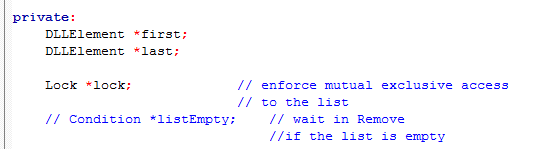 private:
DLLElement *first;
DLLElement *last;
Lock *lock; // enforce mutual exclusive access
// to the list
// Condition *listEmpty; // wait in Remove
//if the list is empty